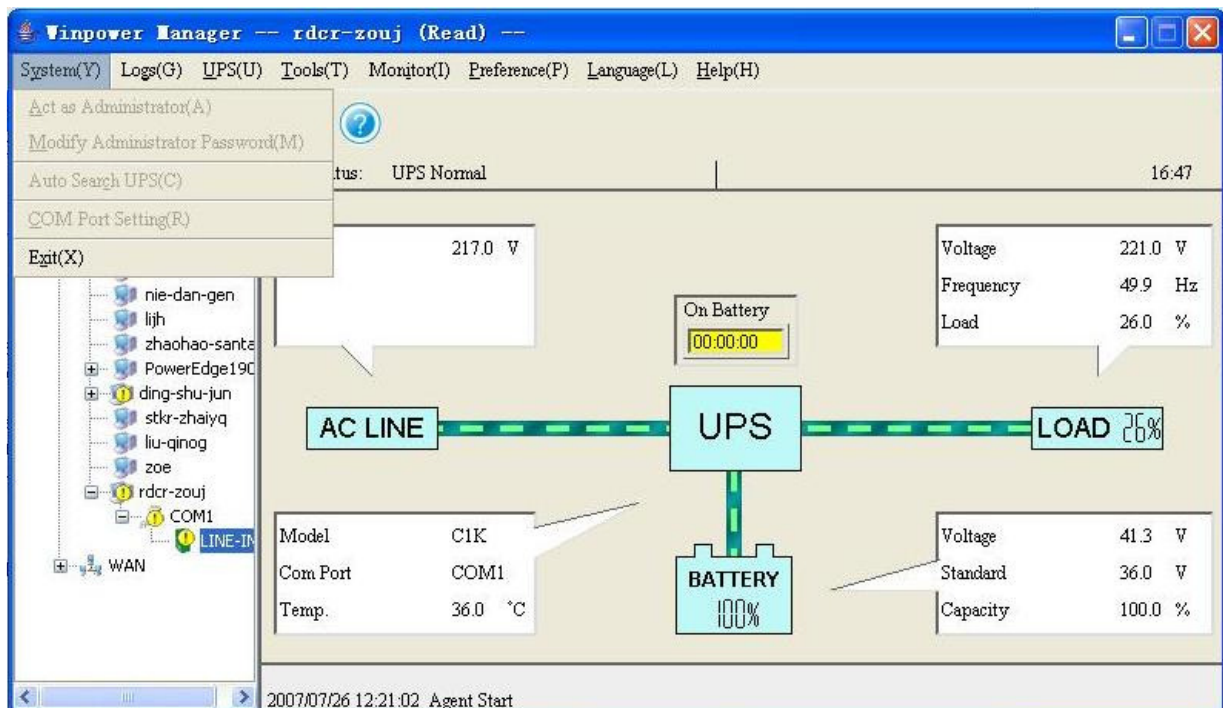 Winpower Manager -- rdcr-zouj (Read) --
System(Y) Logs(G) UPS(U) Tools(T) Monitor(I) Preference(P) Language(L) Help(H)
Act as Administrator(A)
Modify Administrator Password(M)
Auto Search UPS(C)
COM Port Setting(R)
Exit(X)
tus: UPS Normal 16:47
217.0 V
Voltage 221.0 V
Frequency 49.9 Hz
Load 26.0 %
On Battery
00:00:00
nie-dan-gen
lijh
zhaohao-santa
PowerEdge190
ding-shu-jun
stkr-zhaiyq
liu-qinog
zoe
rdcr-zouj
COM1
LINE-IN
WAN
AC LINE
UPS
LOAD 26%
Model C1K
Com Port COM1
Temp. 36.0 °C
BATTERY
100%
Voltage 41.3 V
Standard 36.0 V
Capacity 100.0 %
2007/07/26 12:21:02 Agent Start